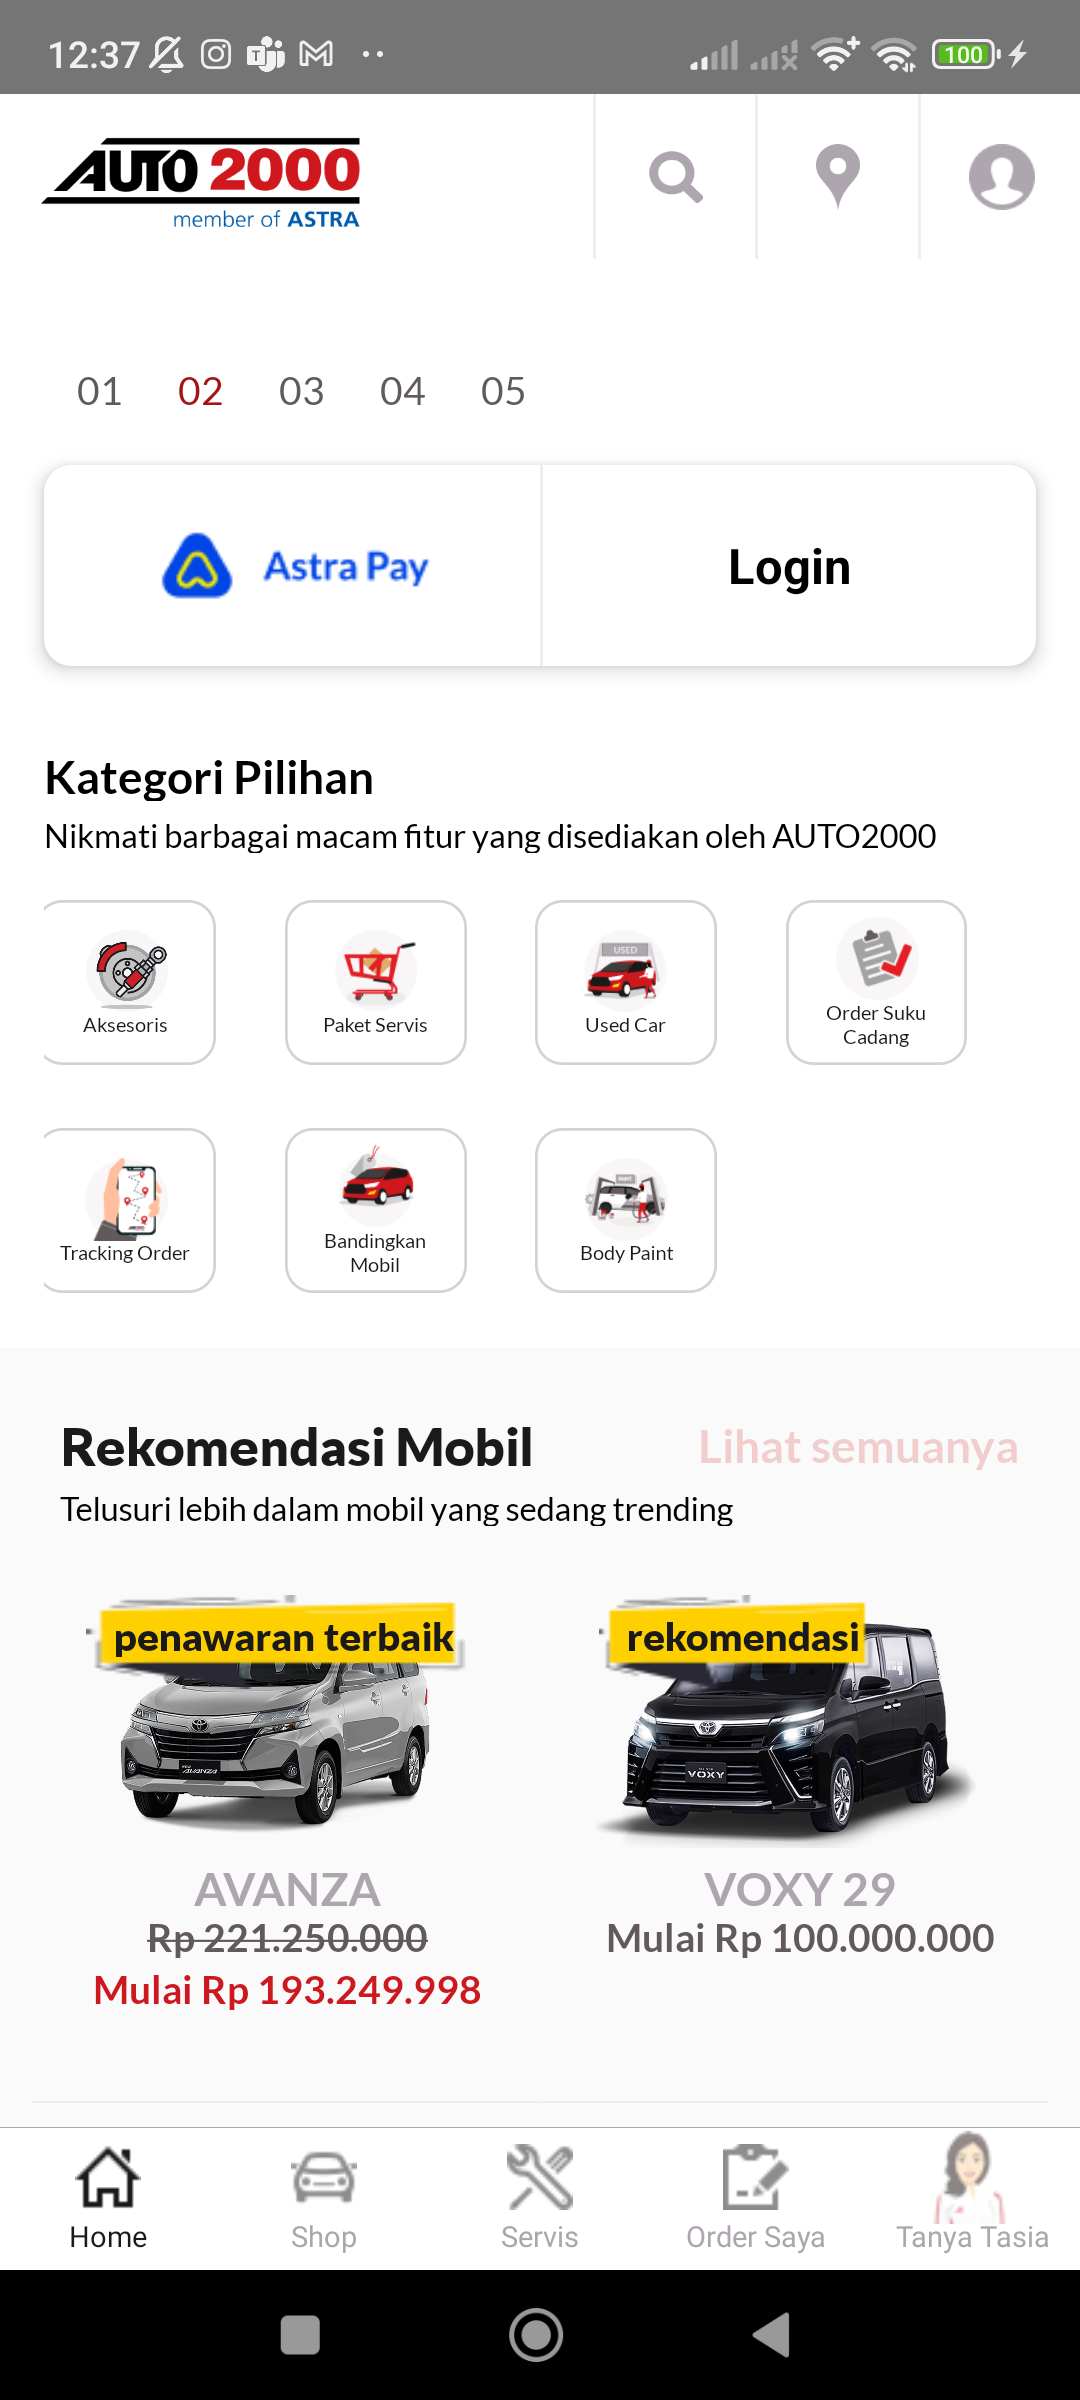 12:37
100
AUTO 2000
member of ASTRA
01 02 03 04 05
Astra Pay
Login
Kategori Pilihan
Nikmati barbagai macam fitur yang disediakan oleh AUTO2000
Aksesoris
Paket Servis
USED
Used Car
Order Suku
Cadang
Tracking Order
Bandingkan
Mobil
Body Paint
Rekomendasi Mobil
Lihat semuanya
Telusuri lebih dalam mobil yang sedang trending
penawaran terbaik
rekomendasi
AVANZA
VOXY
AVANZA
Rp 221.250.000
Mulai Rp 193.249.998
VOXY 29
Mulai Rp 100.000.000
Home
Shop
Servis
Order Saya
Tanya Tasia